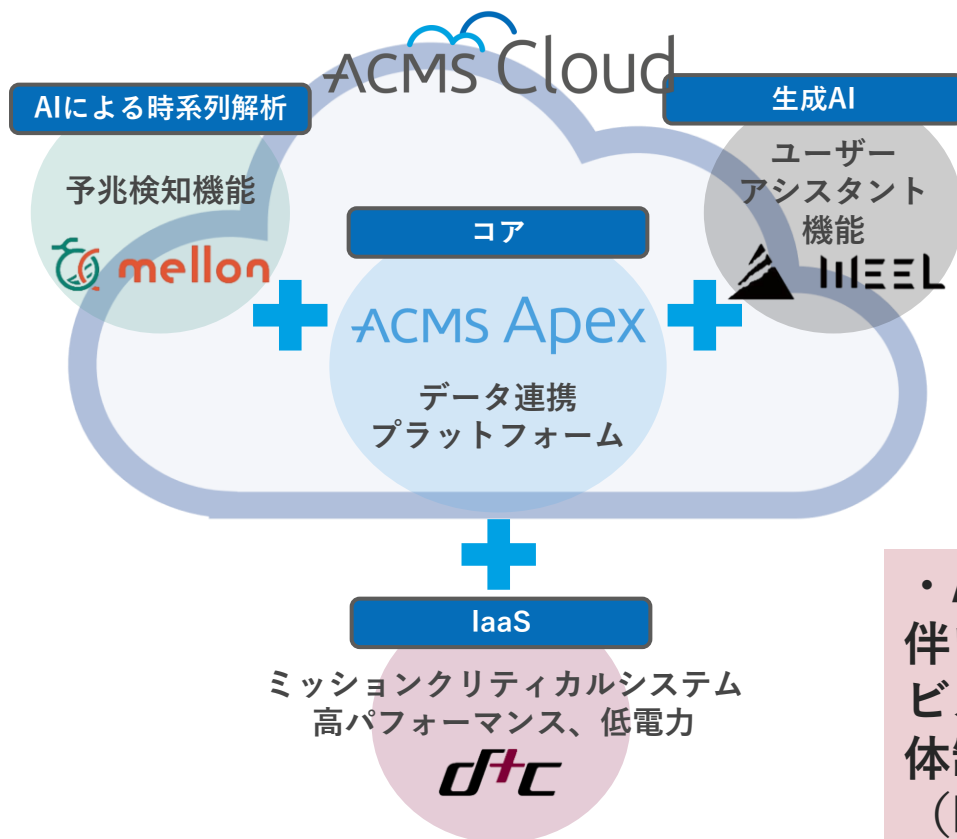 ACMS Cloud
AIによる時系列解析
予兆検知機能
mellon
コア
ACMS Apex
データ連携
プラットフォーム
生成AI
ユーザー
アシスタント
機能
WEEL
IaaS
ミッションクリティカルシステム
高パフォーマンス、低電力
d+c
・
伴
ビ
体
（